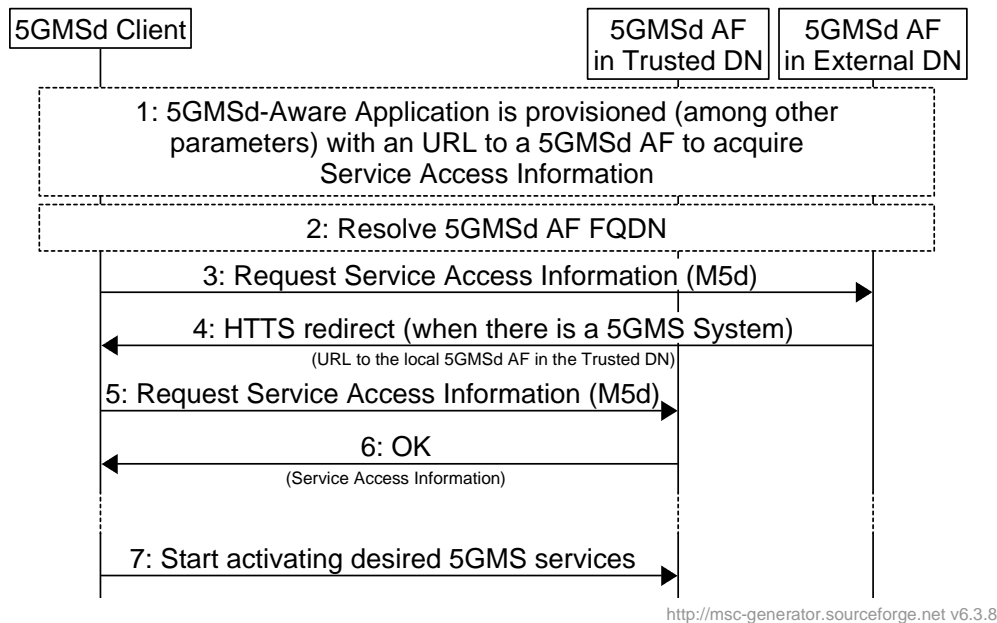 5GMSd Client
5GMSd AF
in Trusted DN
5GMSd AF
in External DN
1: 5GMSd-Aware Application is provisioned (among other
parameters) with an URL to a 5GMSd AF to acquire
Service Access Information
2: Resolve 5GMSd AF FQDN
3: Request Service Access Information (M5d)
4: HTTS redirect (when there is a 5GMS System)
(URL to the local 5GMSd AF in the Trusted DN)
5: Request Service Access Information (M5d)
6: OK
(Service Access Information)
7: Start activating desired 5GMS services
http://msc-generator.sourceforge.net v6.3.8